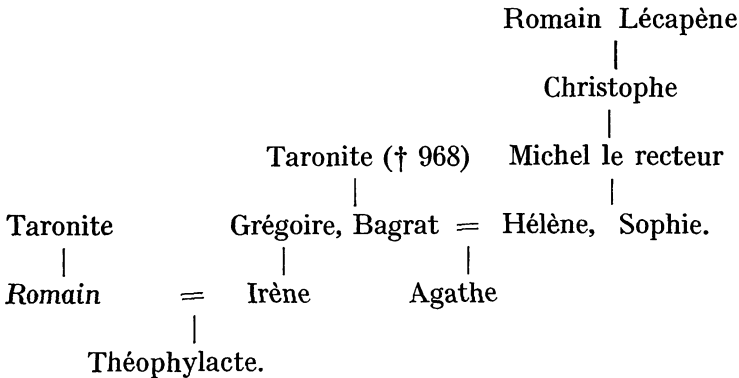 Romain Lécapène
Christophe
Taronite († 968) Michel le recteur
Taronite Grégoire, Bagrat = Hélène, Sophie.
Romain = Irène Agathe
Théophylacte.